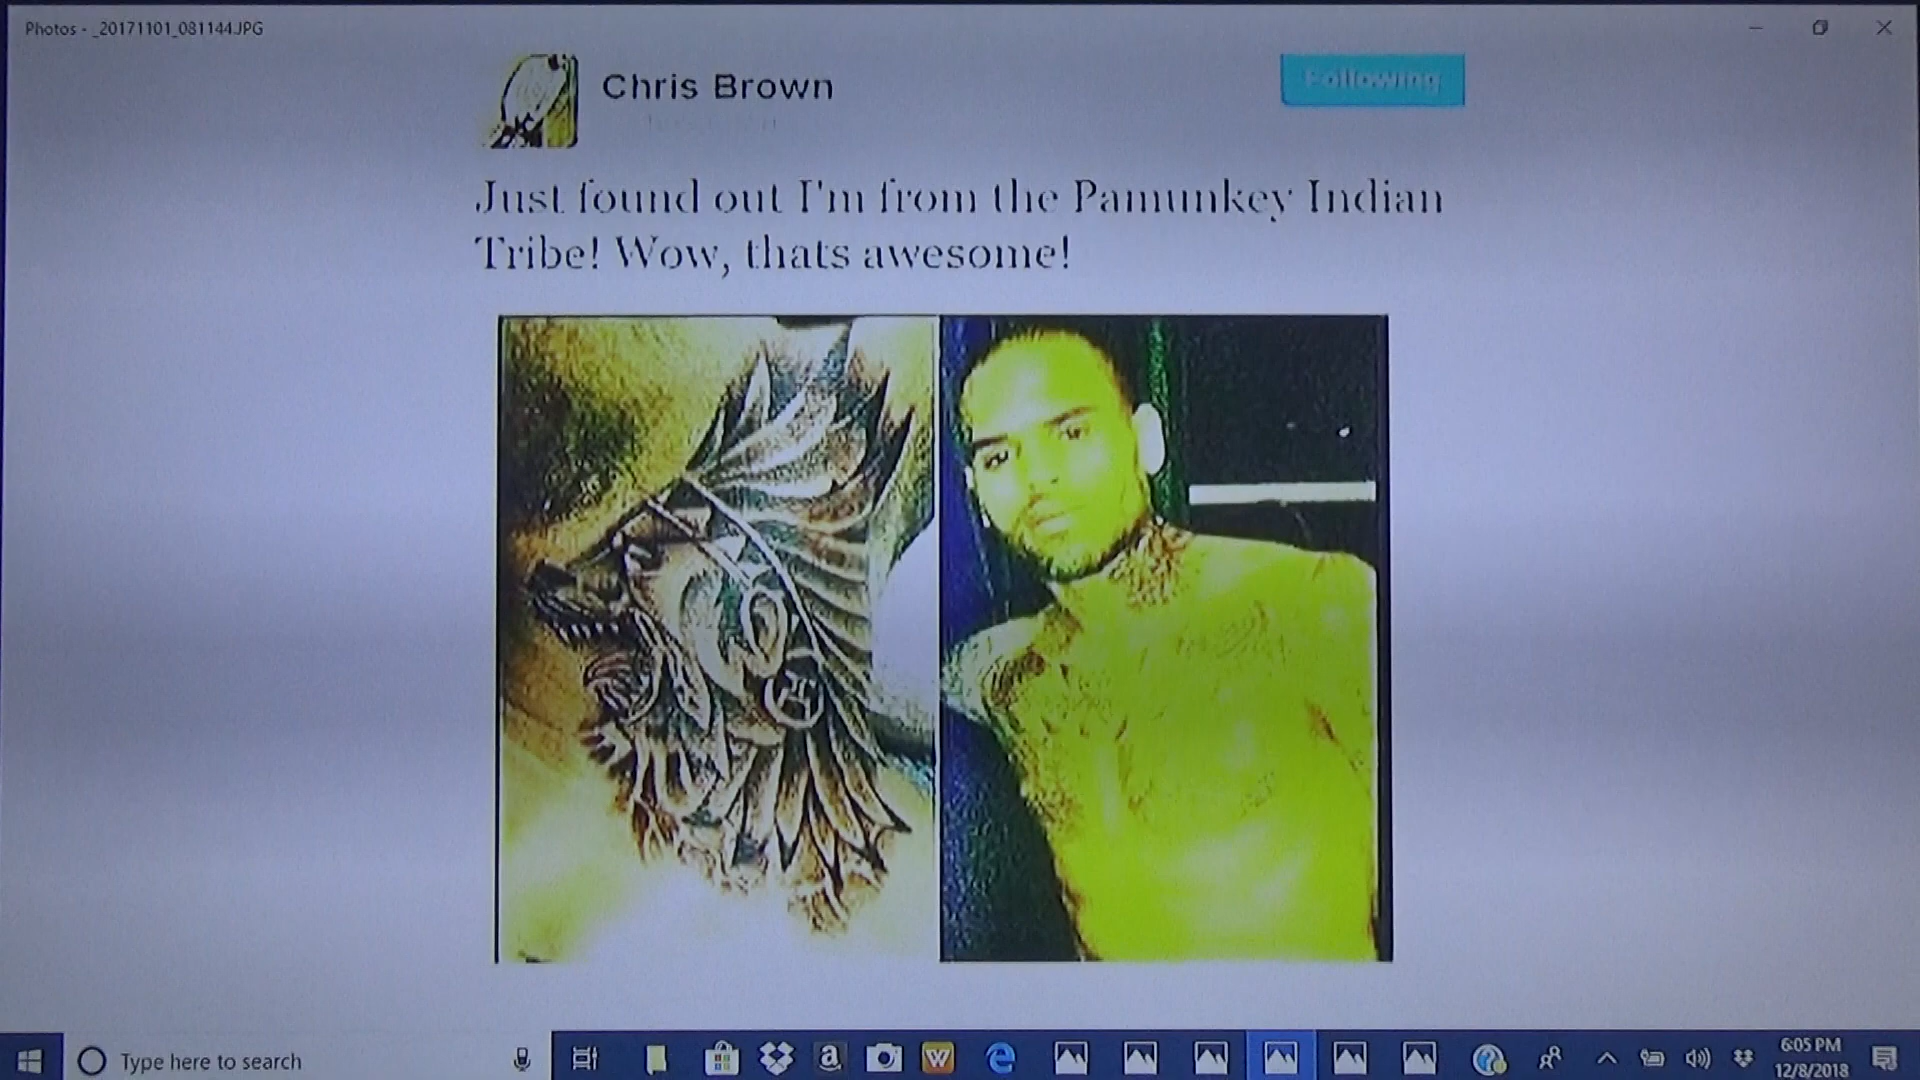 Photos - _20171101_081144.JPG
Chris Brown
Following
Just found out I'm from the Pamunkey Indian
Tribe! Wow, thats awesome!
Type here to search
a
W
e
6:05 PM
12/8/2018